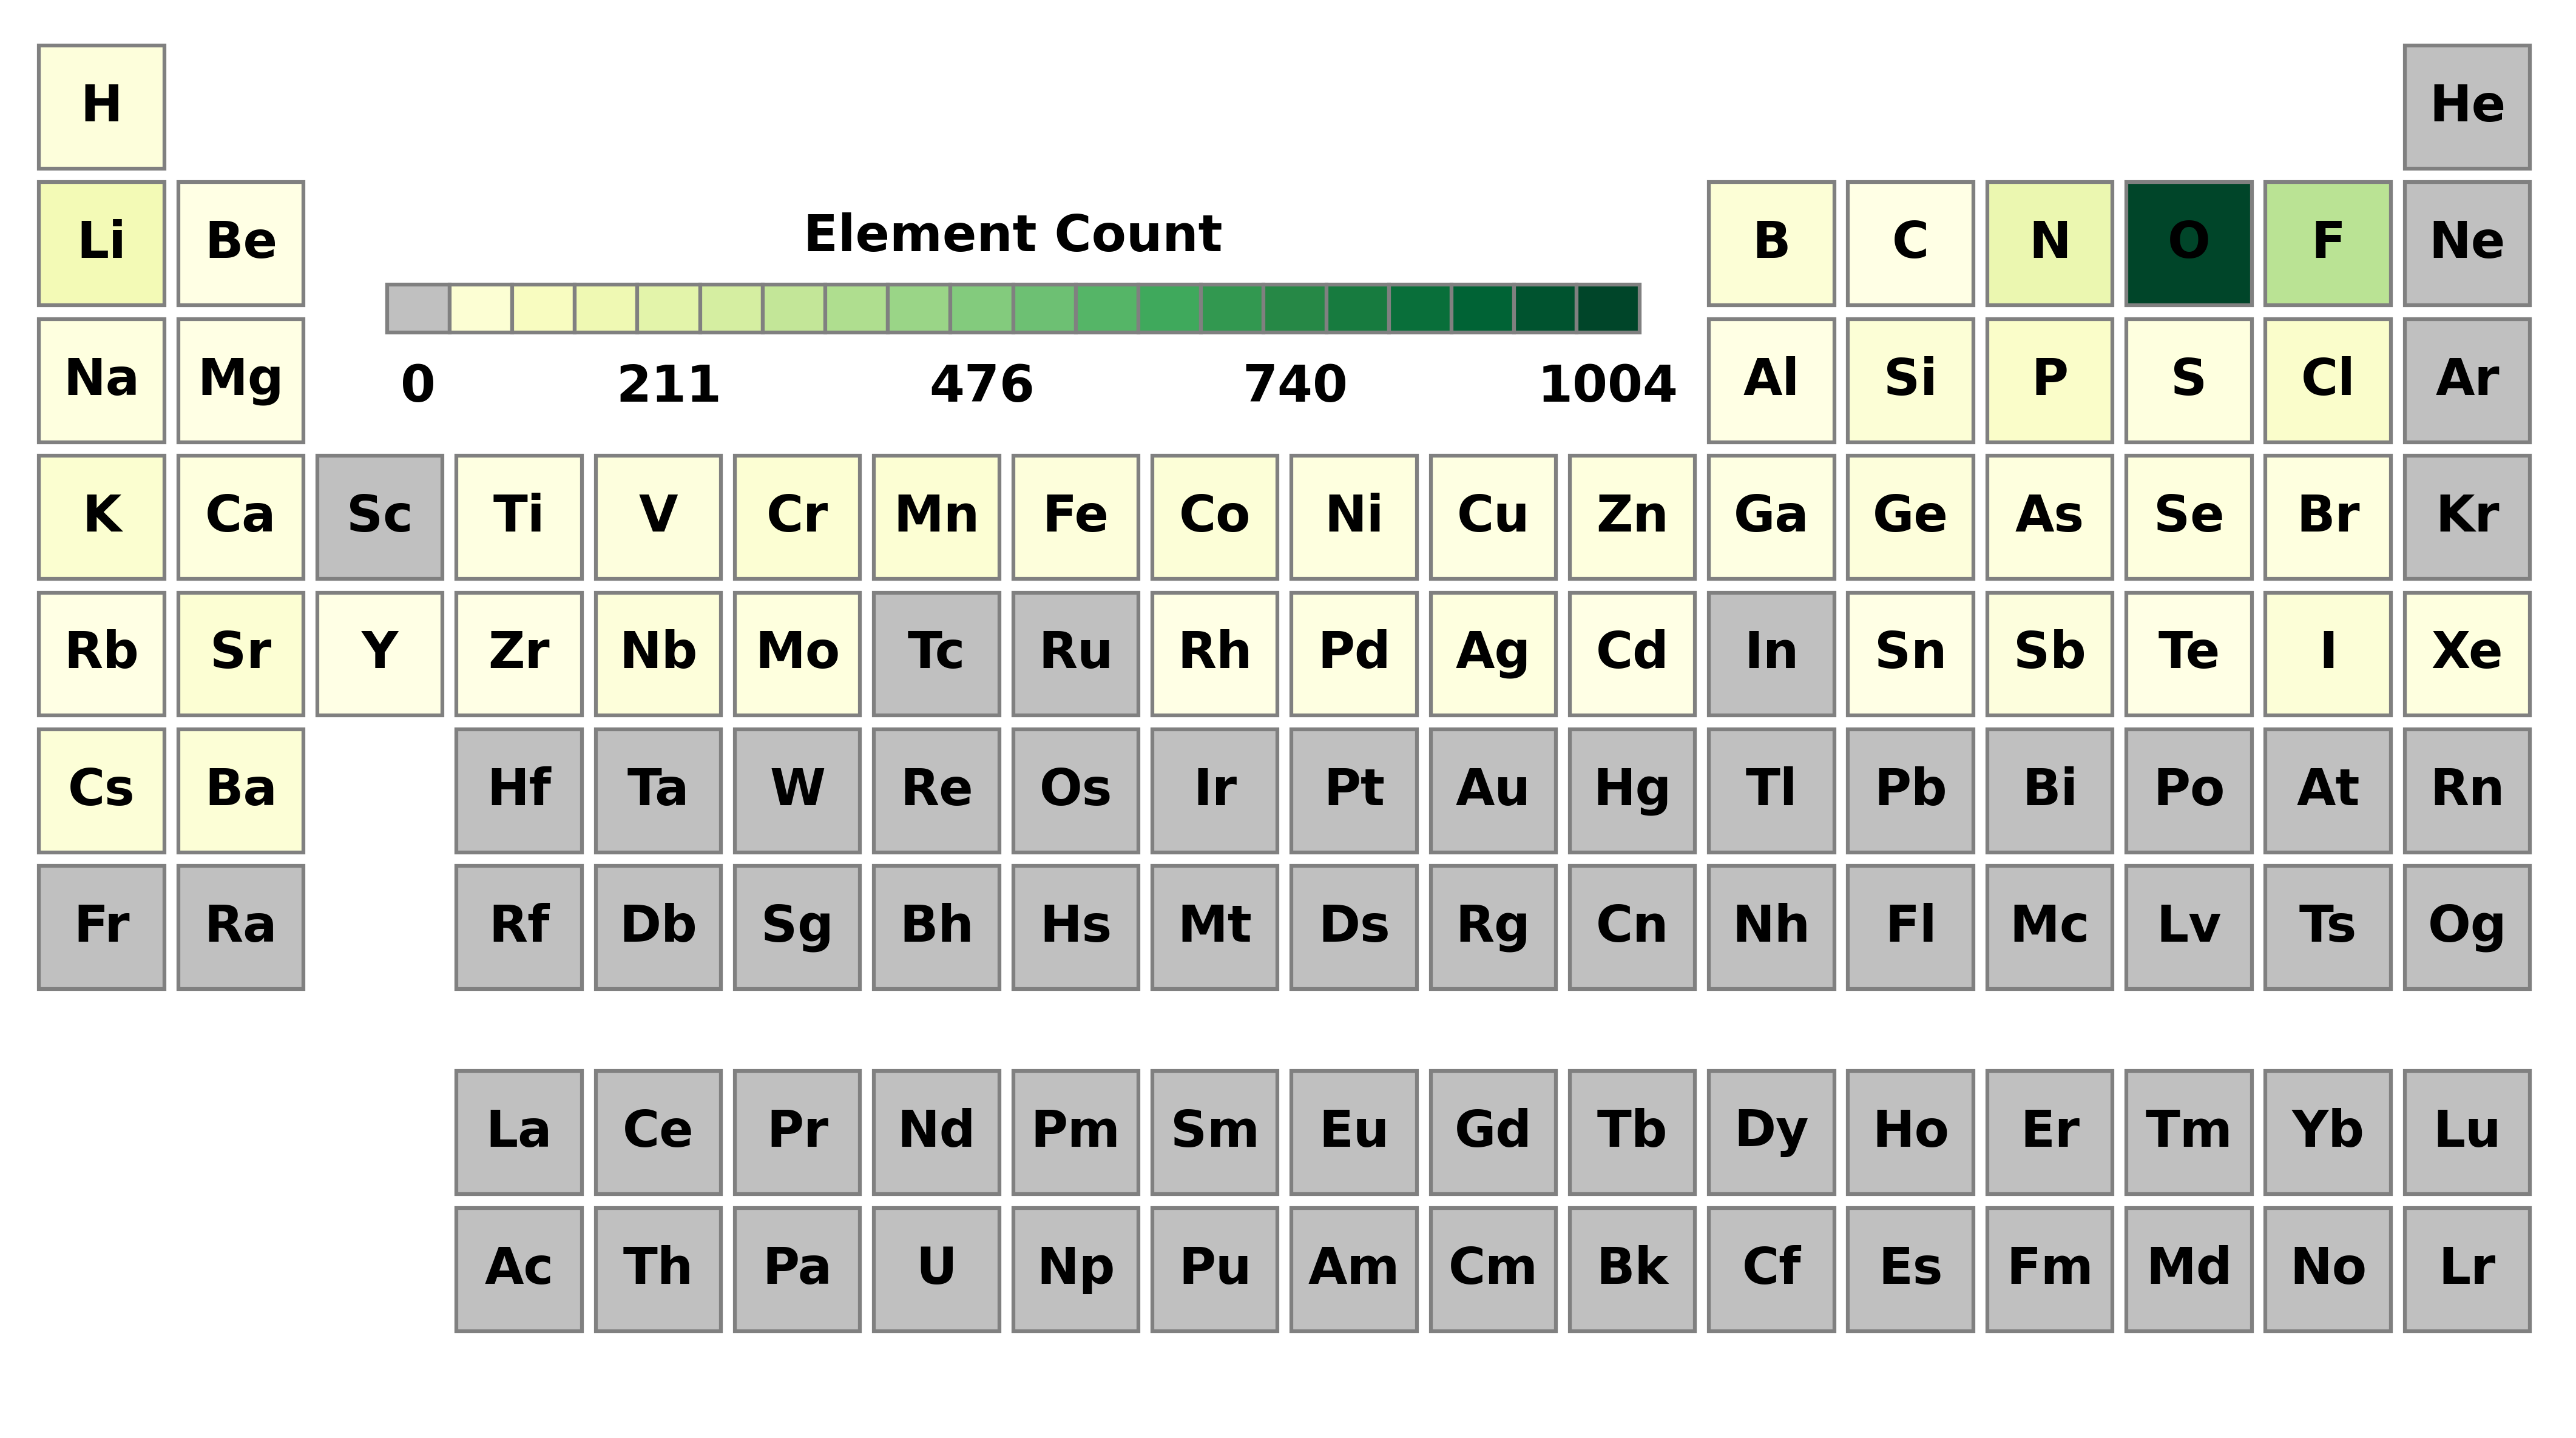 H He
Li Be B C N O F Ne
Element Count
Na Mg Al Si P S Cl Ar
0 211 476 740 1004
K Ca Sc Ti V Cr Mn Fe Co Ni Cu Zn Ga Ge As Se Br Kr
Rb Sr Y Zr Nb Mo Tc Ru Rh Pd Ag Cd In Sn Sb Te I Xe
Cs Ba Hf Ta W Re Os Ir Pt Au Hg Tl Pb Bi Po At Rn
Fr Ra Rf Db Sg Bh Hs Mt Ds Rg Cn Nh Fl Mc Lv Ts Og
La Ce Pr Nd Pm Sm Eu Gd Tb Dy Ho Er Tm Yb Lu
Ac Th Pa U Np Pu Am Cm Bk Cf Es Fm Md No Lr